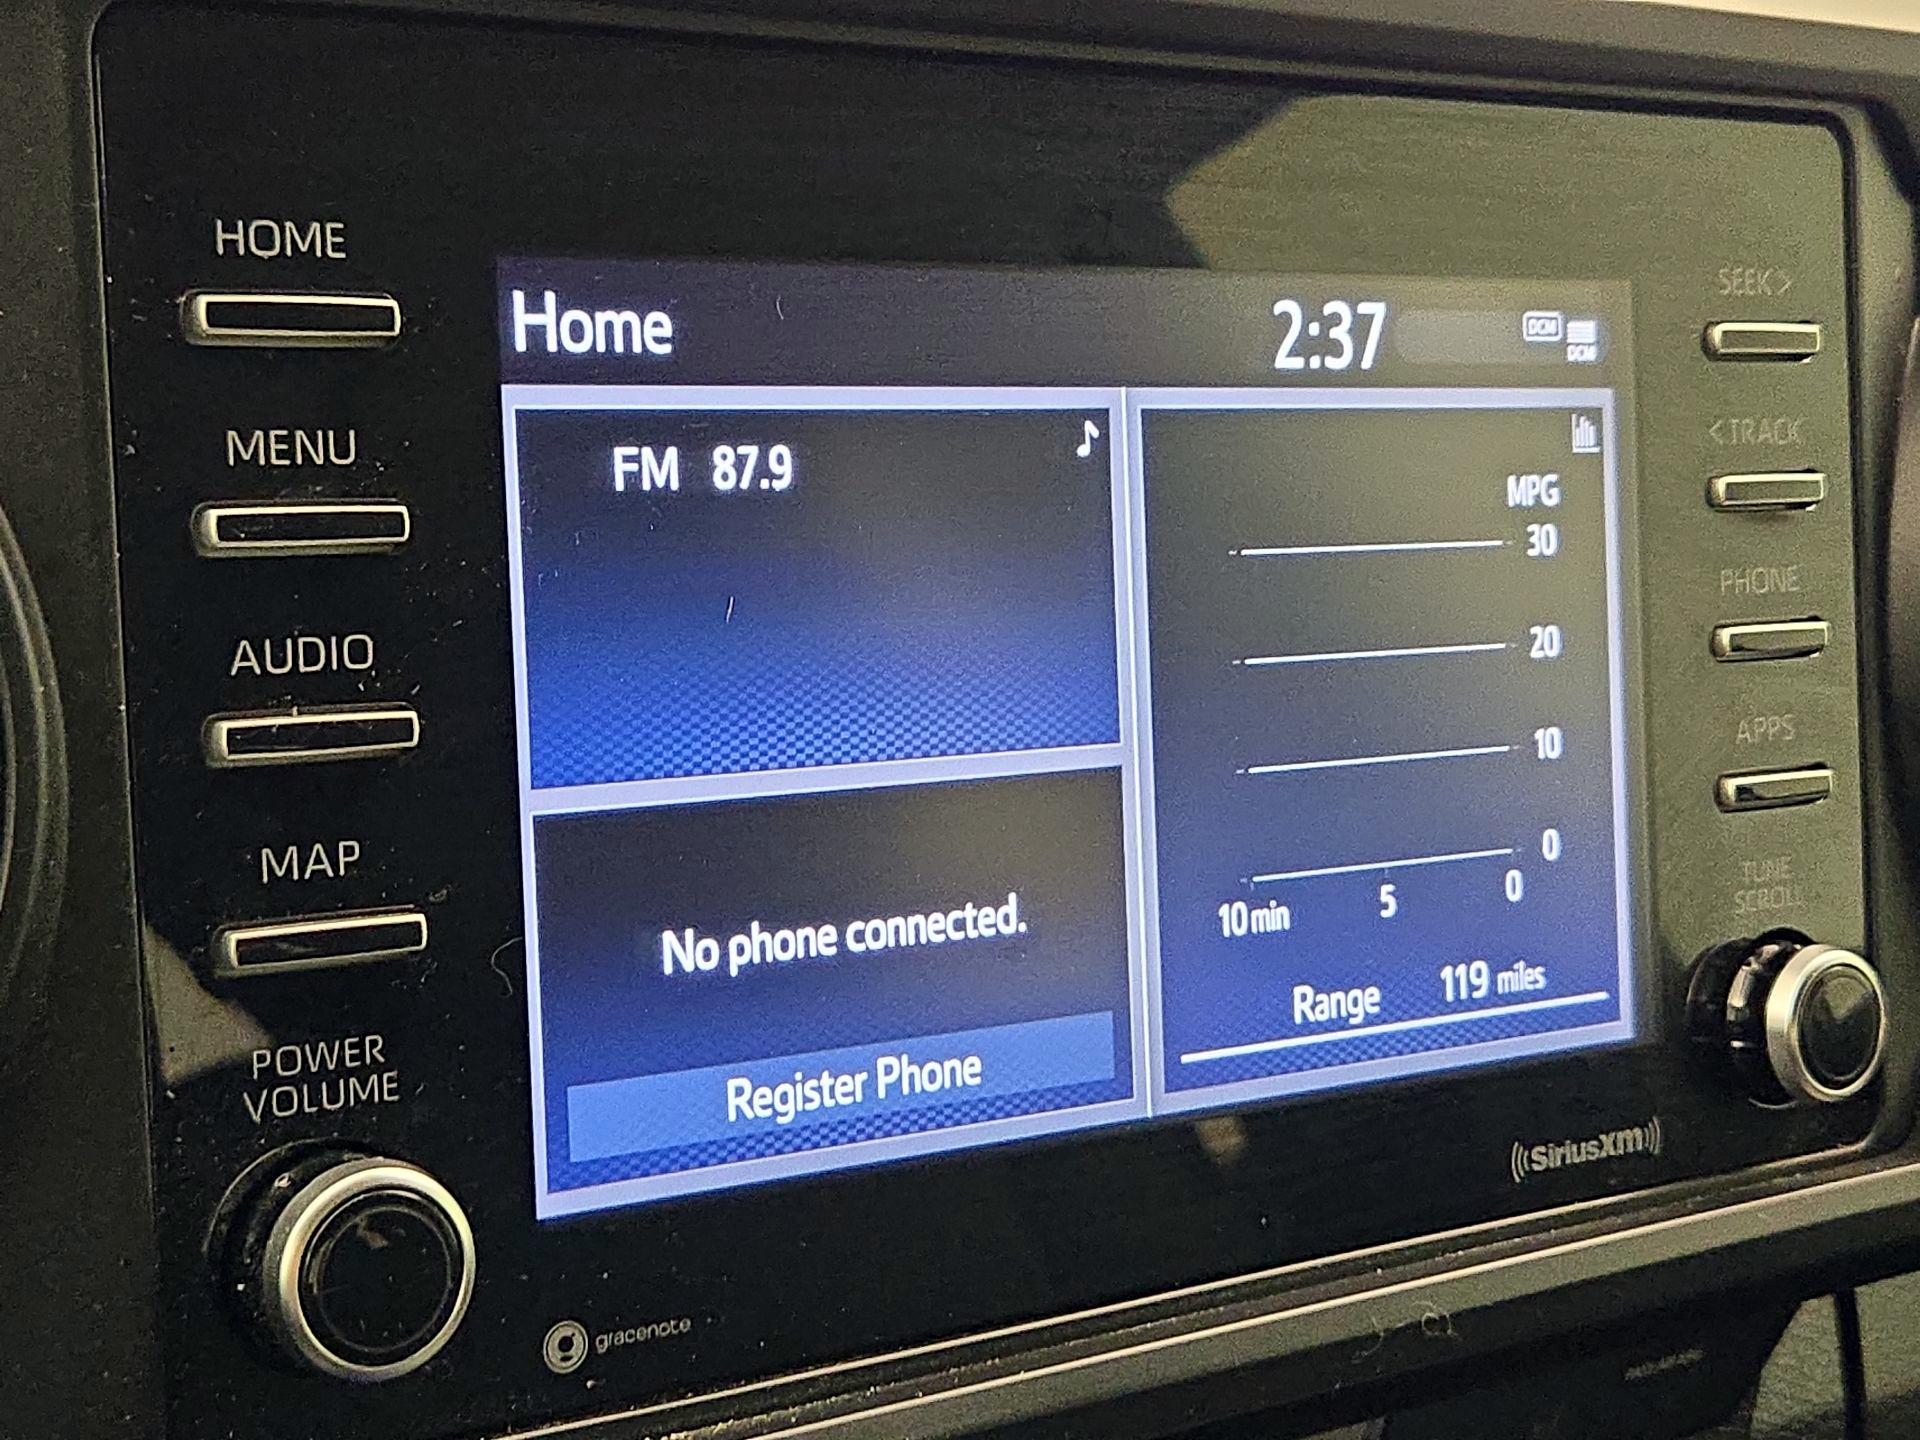 HOME
MENU
AUDIO
MAP
POWER
VOLUME
Home
2:37
DCM
DCM
FM 87.9
No phone connected.
Register Phone
MPG
30
20
10
0
10 min 5 0
Range 119 miles
SEEK >
< TRACK
PHONE
APPS
TUNE
SCROLL
gracenote
((SiriusXM))